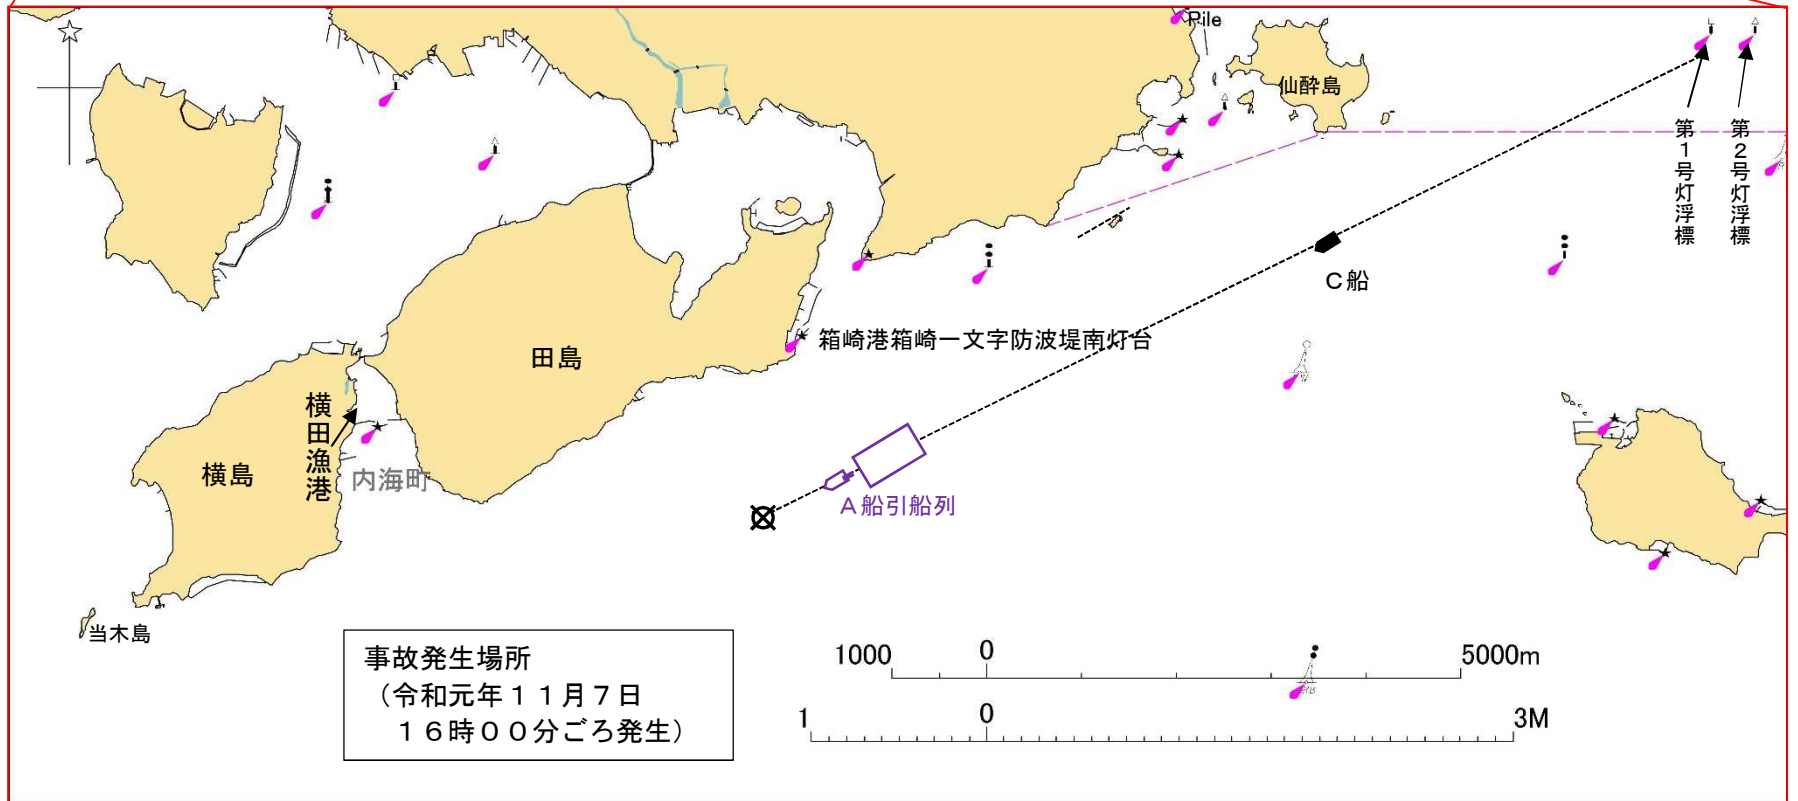 Pile
仙酔島
第1号灯浮標
第2号灯浮標
C船
箱崎港箱崎一文字防波堤南灯台
田島
横田漁港
横島
内海町
A船引船列
当木島
事故発生場所
（令和元年11月7日
16時00分ごろ発生）
1000 0 5000m
1 0 3M